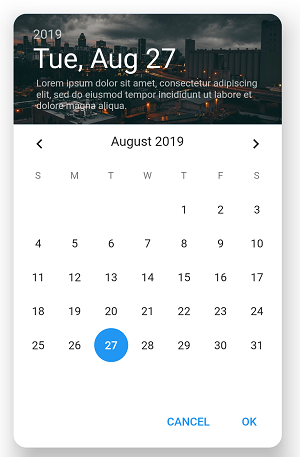 2019
Tue, Aug 27
Lorem ipsum dolor sit amet, consectetur adipiscing
elit, sed do eiusmod tempor incididunt ut labore et
dolore magna aliqua.
August 2019
S M T W T F S
1 2 3
4 5 6 7 8 9 10
11 12 13 14 15 16 17
18 19 20 21 22 23 24
25 26 27 28 29 30 31
CANCEL OK